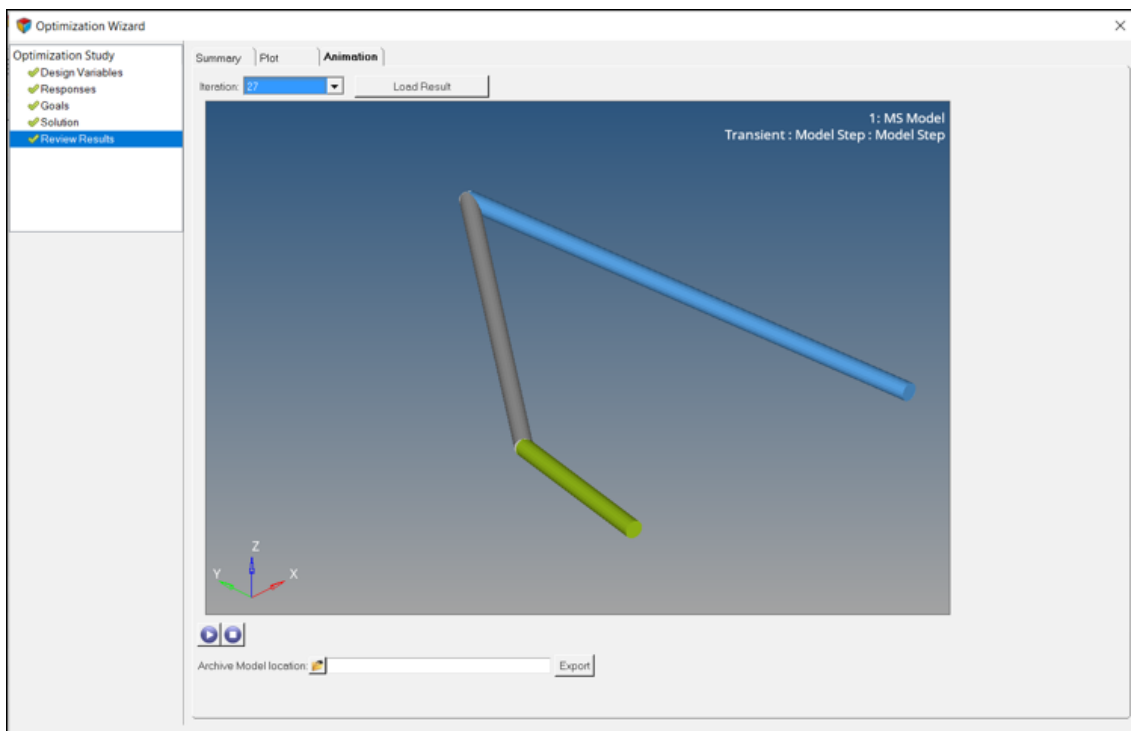 Optimization Wizard
Optimization Study
Design Variables
Responses
Goals
Solution
Review Results
Summary Plot Animation
Iteration: 27 Load Result
1: MS Model
Transient : Model Step : Model Step
Z
Y X
Archive Model location: Export